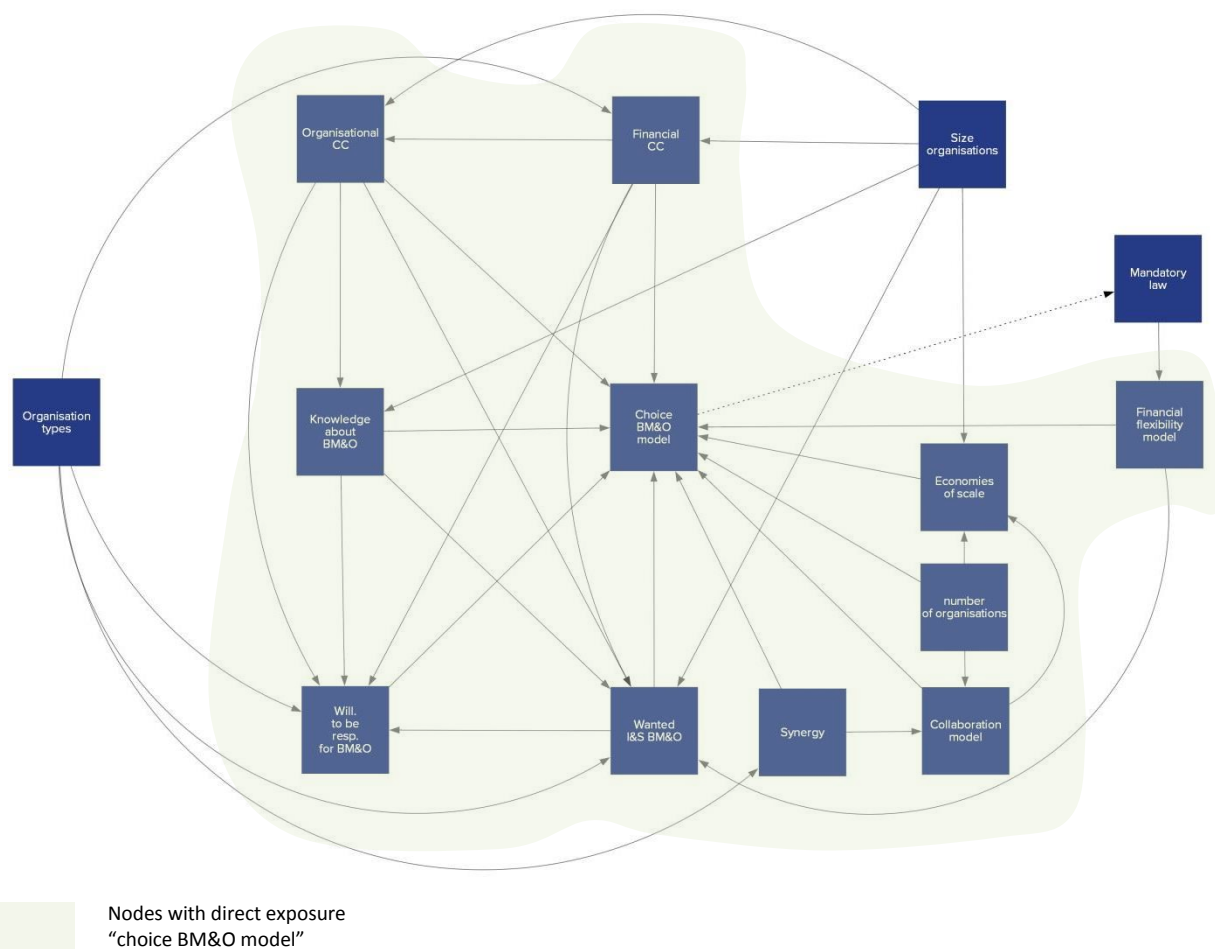 Organisational
CC
Financial
CC
Size
organisations
Mandatory
law
Organisation
types
Knowledge
about
BM&O
Choice
BM&O
model
Financial
flexibility
model
Economies
of scale
number
of organisations
Will.
to be
resp.
for BM&O
Wanted
I&S BM&O
Synergy
Collaboration
model
Nodes with direct exposure
“choice BM&O model”